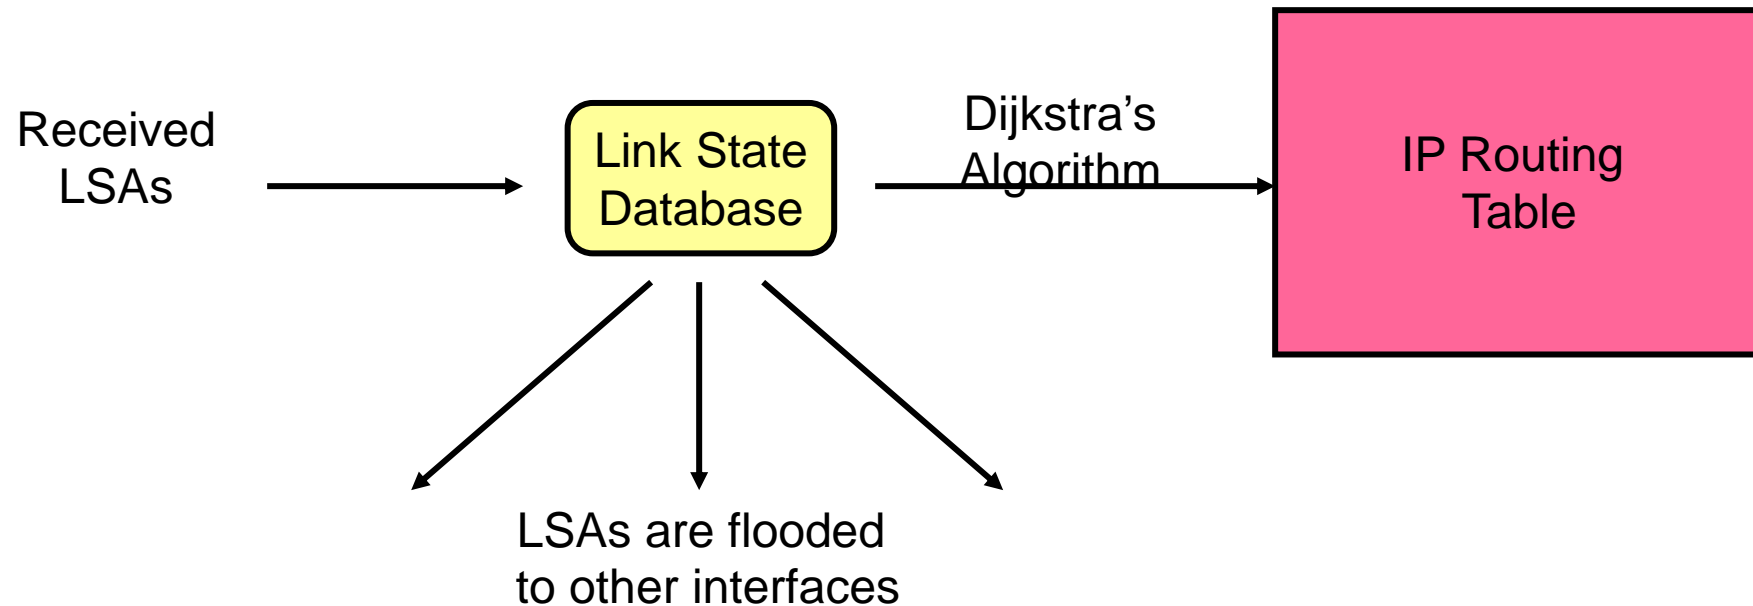 Received
LSAs
Link State
Database
Dijkstra’s
Algorithm
IP Routing
Table
LSAs are flooded
to other interfaces